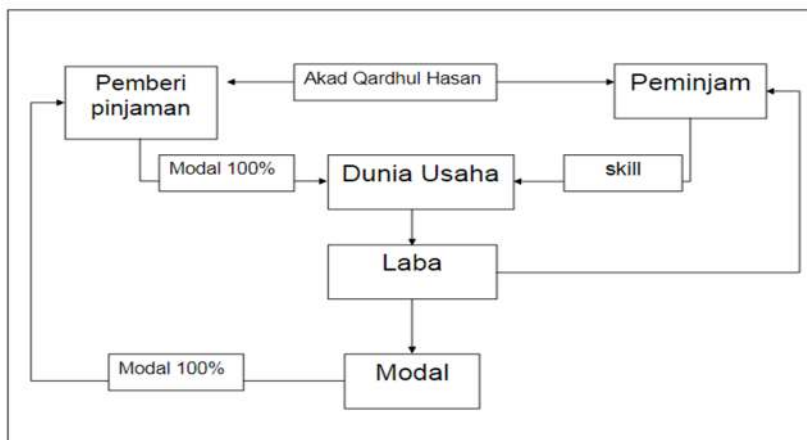 Akad Qardhul Hasan
Pemberi
pinjaman
Peminjam
Modal 100%
Dunia Usaha
skill
Laba
Modal 100%
Modal